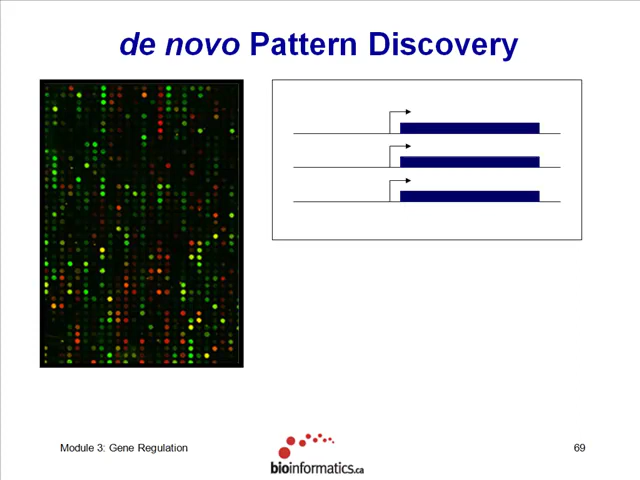 de novo Pattern Discovery
Module 3: Gene Regulation
bioinformatics.ca
69